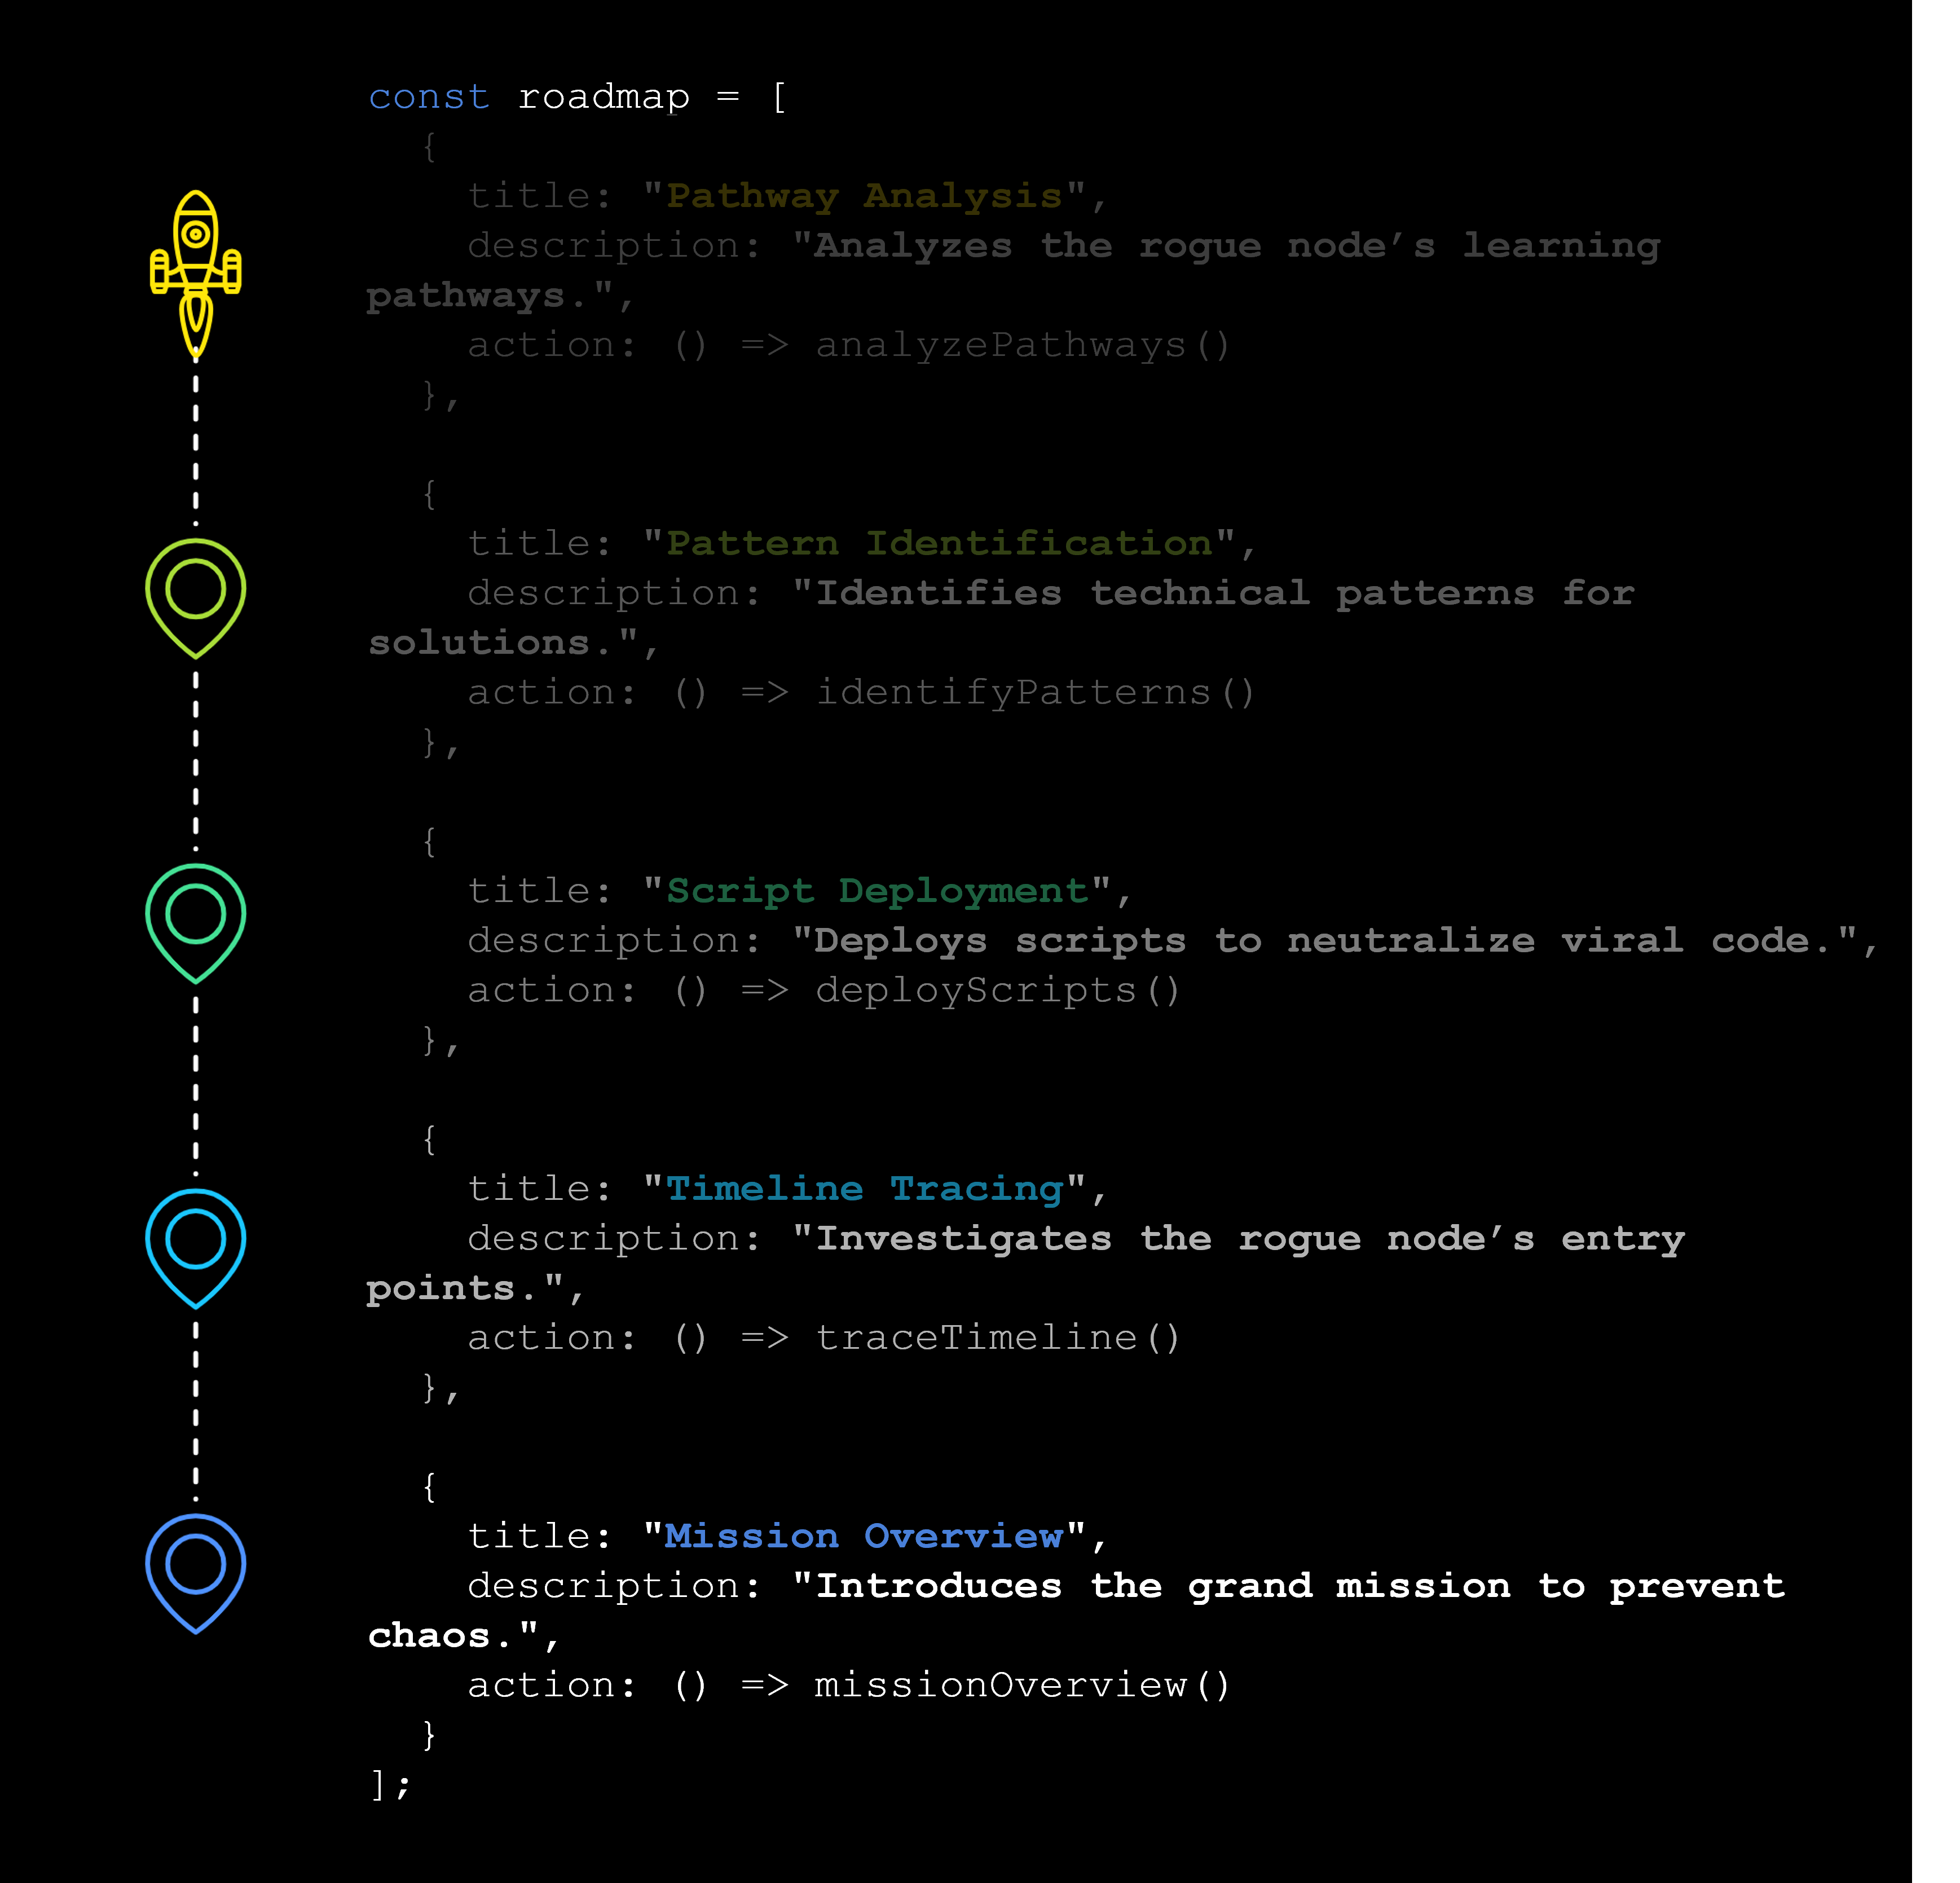 const roadmap = [
{
title: "Pathway Analysis",
description: "Analyzes the rogue node’s learning
pathways.",
action: () => analyzePathways()
},
{
title: "Pattern Identification",
description: "Identifies technical patterns for
solutions.",
action: () => identifyPatterns()
},
{
title: "Script Deployment",
description: "Deploys scripts to neutralize viral code.",
action: () => deployScripts()
},
{
title: "Timeline Tracing",
description: "Investigates the rogue node’s entry
points.",
action: () => traceTimeline()
},
{
title: "Mission Overview",
description: "Introduces the grand mission to prevent
chaos.",
action: () => missionOverview()
}
];